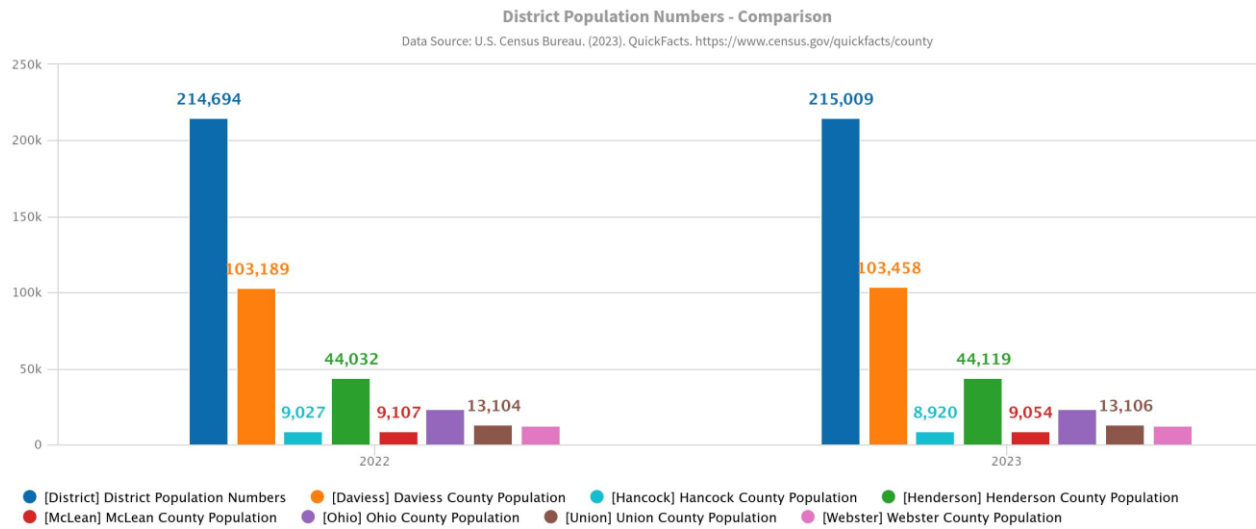 District Population Numbers - Comparison
Data Source: U.S. Census Bureau. (2023). QuickFacts. https://www.census.gov/quickfacts/county
250k
214,694
215,009
200k
150k
103,189
103,458
100k
50k
44,032
44,119
9,027
9,107
13,104
8,920
9,054
13,106
0
2022
2023
[District] District Population Numbers
[Daviess] Daviess County Population
[Hancock] Hancock County Population
[Henderson] Henderson County Population
[McLean] McLean County Population
[Ohio] Ohio County Population
[Union] Union County Population
[Webster] Webster County Population